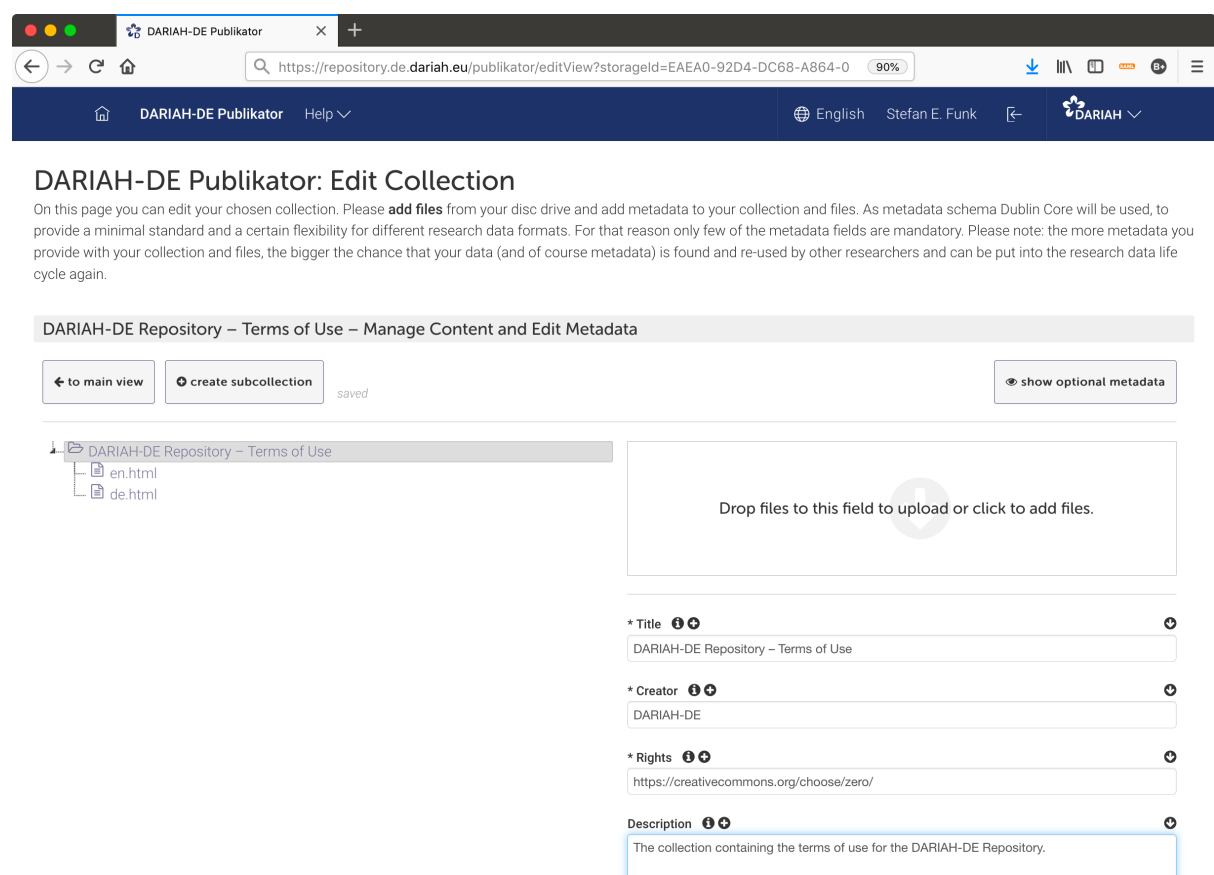 DARIAH-DE Publikator
https://repository.de.dariah.eu/publikator/editView?storageId=EAEA0-92D4-DC68-A864-0 90%
DARIAH-DE Publikator Help English Stefan E. Funk DARIAH
DARIAH-DE Publikator: Edit Collection
On this page you can edit your chosen collection. Please add files from your disc drive and add metadata to your collection and files. As metadata schema Dublin Core will be used, to
provide a minimal standard and a certain flexibility for different research data formats. For that reason only few of the metadata fields are mandatory. Please note: the more metadata you
provide with your collection and files, the bigger the chance that your data (and of course metadata) is found and re-used by other researchers and can be put into the research data life
cycle again.
DARIAH-DE Repository – Terms of Use – Manage Content and Edit Metadata
to main view create subcollection saved show optional metadata
DARIAH-DE Repository – Terms of Use
en.html
de.html
Drop files to this field to upload or click to add files.
* Title
DARIAH-DE Repository – Terms of Use
* Creator
DARIAH-DE
* Rights
https://creativecommons.org/choose/zero/
Description
The collection containing the terms of use for the DARIAH-DE Repository.